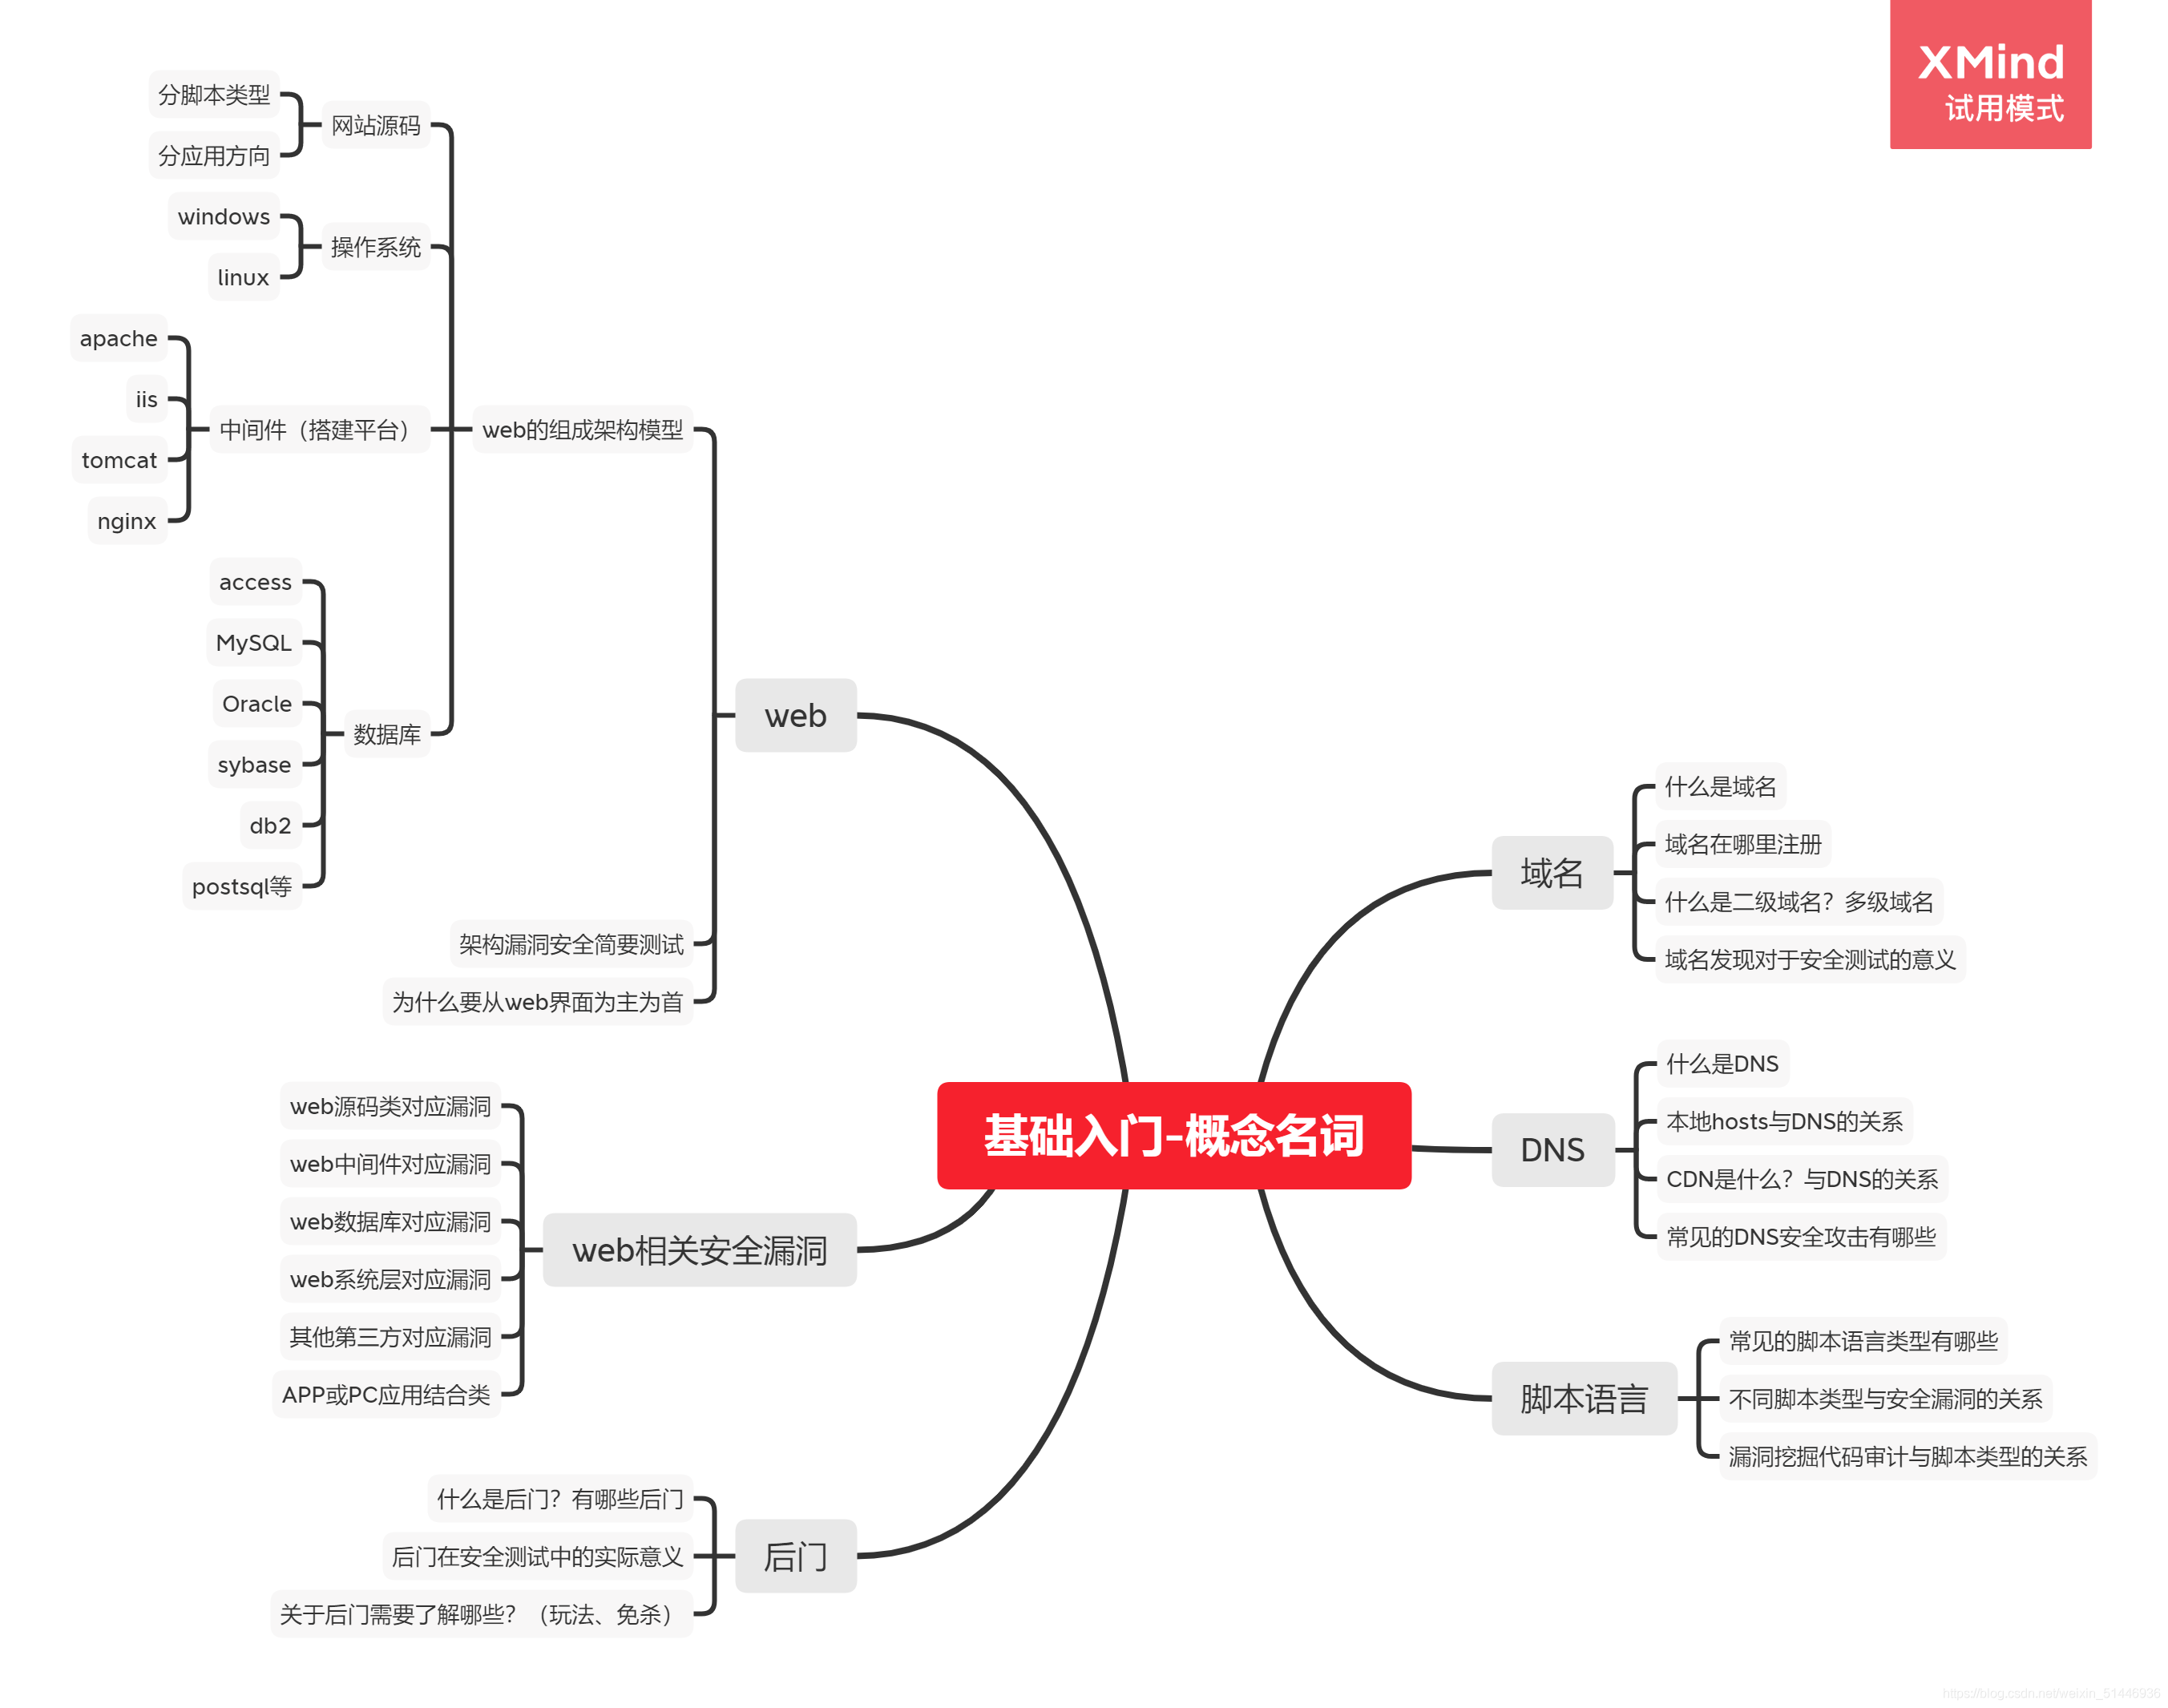 XMind
试用模式
基础入门-概念名词
域名
什么是域名
域名在哪里注册
什么是二级域名？多级域名
域名发现对于安全测试的意义
DNS
什么是DNS
本地hosts与DNS的关系
CDN是什么？与DNS的关系
常见的DNS安全攻击有哪些
脚本语言
常见的脚本语言类型有哪些
不同脚本类型与安全漏洞的关系
漏洞挖掘代码审计与脚本类型的关系
web
web的组成架构模型
网站源码
分脚本类型
分应用方向
操作系统
windows
linux
中间件（搭建平台）
apache
iis
tomcat
nginx
数据库
access
MySQL
Oracle
sybase
db2
postsql等
架构漏洞安全简要测试
为什么要从web界面为主为首
web相关安全漏洞
web源码类对应漏洞
web中间件对应漏洞
web数据库对应漏洞
web系统层对应漏洞
其他第三方对应漏洞
APP或PC应用结合类
后门
什么是后门？有哪些后门
后门在安全测试中的实际意义
关于后门需要了解哪些？（玩法、免杀）
https://blog.csdn.net/weixin_51446936